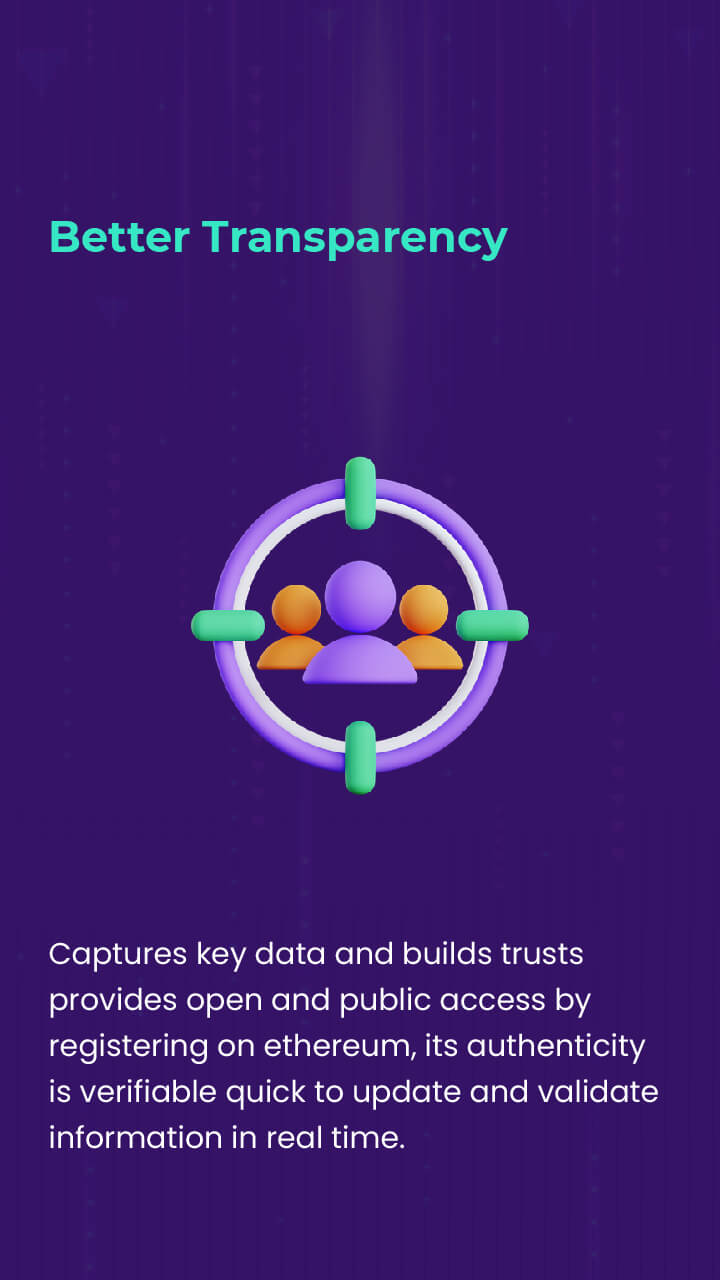 Better Transparency
Captures key data and builds trusts
provides open and public access by
registering on ethereum, its authenticity
is verifiable quick to update and validate
information in real time.